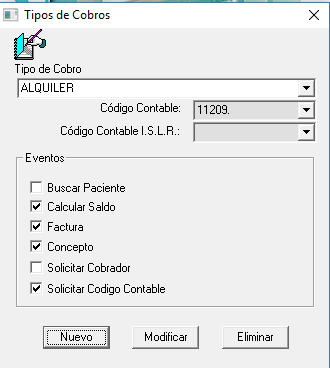 Tipos de Cobros
Tipo de Cobro
ALQUILER
Código Contable: 11209.
Código Contable I.S.L.R.:
Eventos
Buscar Paciente
Calcular Saldo
Factura
Concepto
Solicitar Cobrador
Solicitar Codigo Contable
Nuevo Modificar Eliminar